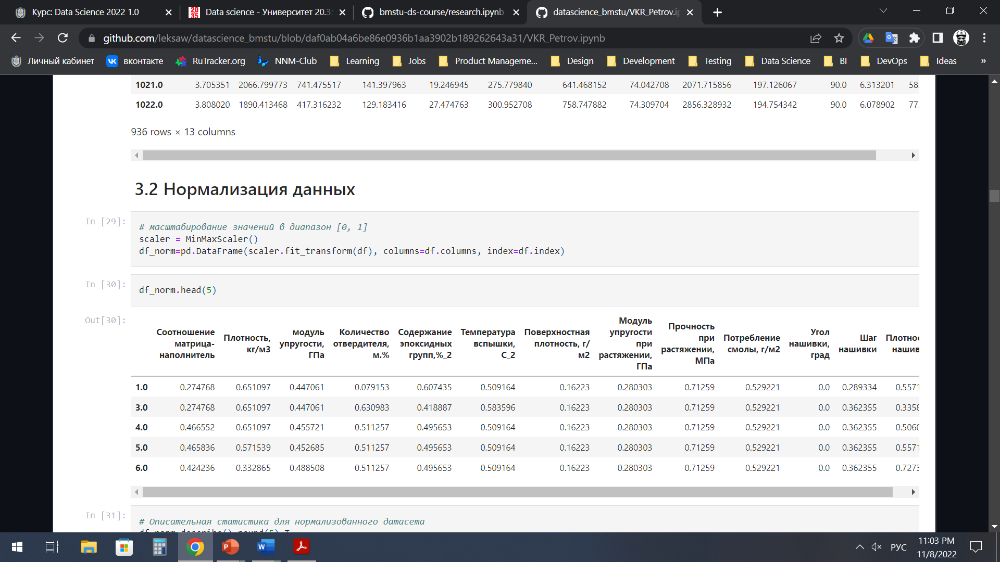 Курс: Data Science 2022 1.0
Data science - Университет 20.35
bmstu-ds-course/research.ipynb
datascience_bmstu/VKR_Petrov.ip
github.com/leksaw/datascience_bmstu/blob/daf0ab04a6be86e0936b1aa3902b189262643a31/VKR_Petrov.ipynb
Личный кабинет вконтакте RuTracker.org NNM-Club Learning Jobs Product Manageme... Design Development Testing Data Science BI DevOps Ideas »
1021.0 3.705351 2066.799773 741.475517 141.397963 19.246945 275.779840 641.468152 74.042708 2071.715856 197.126067 90.0 6.313201 58.
1022.0 3.808020 1890.413468 417.316232 129.183416 27.474763 300.952708 758.747882 74.309704 2856.328932 194.754342 90.0 6.078902 77.
936 rows × 13 columns
3.2 Нормализация данных
In [29]:
# масштабирование значений в диапазон [0, 1]
scaler = MinMaxScaler()
df_norm=pd.DataFrame(scaler.fit_transform(df), columns=df.columns, index=df.index)
In [30]:
df_norm.head(5)
Out[30]:
Соотношение матрица-наполнитель
Плотность, кг/м3
модуль упругости, ГПа
Количество отвердителя, м.%
Содержание эпоксидных групп,%_2
Температура вспышки, С_2
Поверхностная плотность, г/м2
Модуль упругости при растяжении, ГПа
Прочность при растяжении, МПа
Потребление смолы, г/м2
Угол нашивки, град
Шаг нашивки
Плотнос нашив
1.0 0.274768 0.651097 0.447061 0.079153 0.607435 0.509164 0.16223 0.280303 0.71259 0.529221 0.0 0.289334 0.5571
3.0 0.274768 0.651097 0.447061 0.630983 0.418887 0.583596 0.16223 0.280303 0.71259 0.529221 0.0 0.362355 0.3358
4.0 0.466552 0.651097 0.455721 0.511257 0.495653 0.509164 0.16223 0.280303 0.71259 0.529221 0.0 0.362355 0.5060
5.0 0.465836 0.571539 0.452685 0.511257 0.495653 0.509164 0.16223 0.280303 0.71259 0.529221 0.0 0.362355 0.5571
6.0 0.424236 0.332865 0.488508 0.511257 0.495653 0.509164 0.16223 0.280303 0.71259 0.529221 0.0 0.362355 0.7273
In [31]:
# Описательная статистика для нормализованного датасета
df_norm.describe().round(5).T
РУС
11:03 PM
11/8/2022